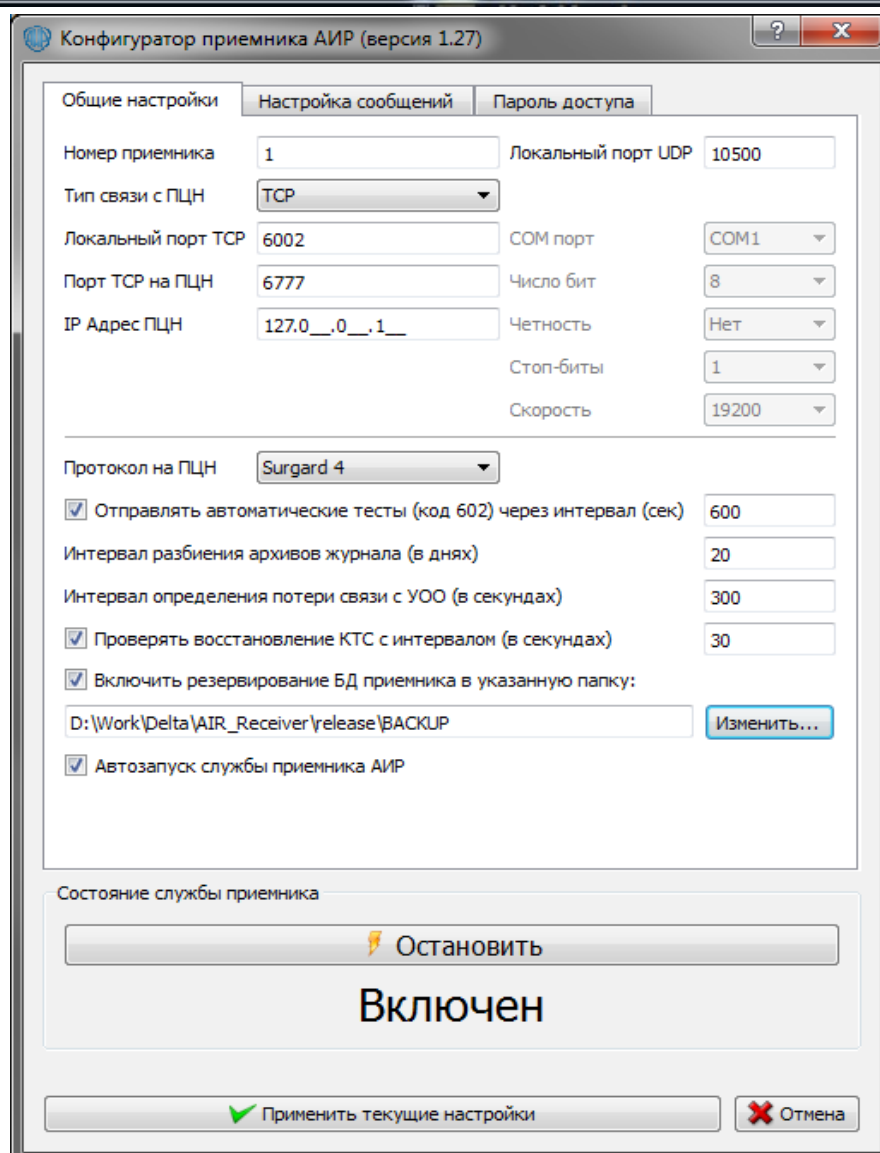 Конфигуратор приемника АИР (версия 1.27)
Общие настройки Настройка сообщений Пароль доступа
Номер приемника 1 Локальный порт UDP 10500
Тип связи с ПЦН TCP
Локальный порт TCP 6002 COM порт COM1
Порт TCP на ПЦН 6777 Число бит 8
IP Адрес ПЦН 127.0__.0__.1__ Четность Нет
Стоп-биты 1
Скорость 19200
Протокол на ПЦН Surgard 4
Отправлять автоматические тесты (код 602) через интервал (сек) 600
Интервал разбиения архивов журнала (в днях) 20
Интервал определения потери связи с УОО (в секундах) 300
Проверять восстановление КТС с интервалом (в секундах) 30
Включить резервирование БД приемника в указанную папку:
D:\Work\Delta\AIR_Receiver\release\BACKUP Изменить...
Автозапуск службы приемника АИР
Состояние службы приемника
Остановить
Включен
Применить текущие настройки Отмена